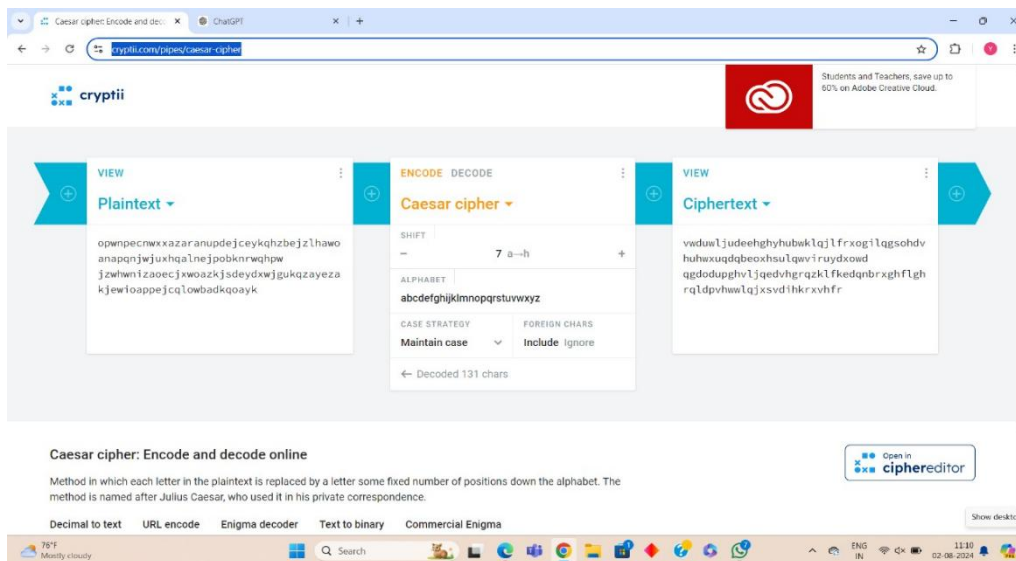 Caesar cipher: Encode and dec
ChatGPT
cryptii.com/pipes/caesar-cipher
cryptii
Students and Teachers, save up to
60% on Adobe Creative Cloud.
VIEW
Plaintext
opwnpecnwxxazaranupdejceykqhzbejzlhawo
anapqnjwjuxhqalnejpobknrwqhpw
jzwhwnizaoecjxwoazkjsdeydxwjgukqzayeza
kjewioappejcqlowbadkqoayk
ENCODE DECODE
Caesar cipher
SHIFT
− 7 a→h +
ALPHABET
abcdefghijklmnopqrstuvwxyz
CASE STRATEGY FOREIGN CHARS
Maintain case Include Ignore
← Decoded 131 chars
VIEW
Ciphertext
vwduwljudeehghyhubwklqjlfrxogilqgsohdv
huhwxuqdqbeoxhsulqwviruydxowd
qgdodupghvljqedvhgrqzklfkedqnbrxghflgh
rqldpvhwwlqjxsvdihkrxvhfr
Caesar cipher: Encode and decode online
Method in which each letter in the plaintext is replaced by a letter some fixed number of positions down the alphabet. The
method is named after Julius Caesar, who used it in his private correspondence.
Open in
ciphereditor
Decimal to text URL encode Enigma decoder Text to binary Commercial Enigma
Show deskto
76°F
Mostly cloudy
Search
ENG
IN
11:10
02-08-2024